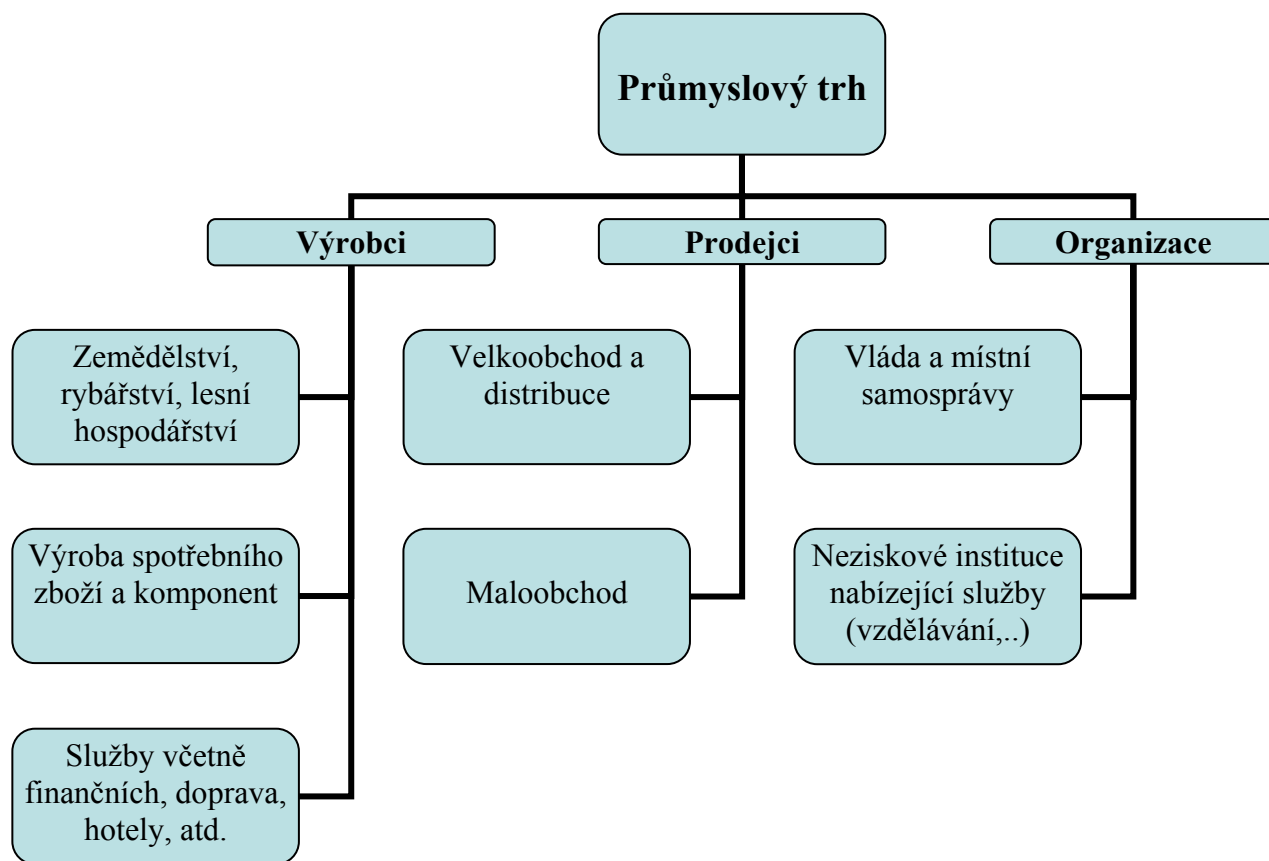 Průmyslový trh
Výrobci
Prodejci
Organizace
Zemědělství,
rybářství, lesní
hospodářství
Velkoobchod a
distribuce
Vláda a místní
samosprávy
Výroba spotřebního
zboží a komponent
Maloobchod
Neziskové instituce
nabízející služby
(vzdělávání,..)
Služby včetně
finančních, doprava,
hotely, atd.